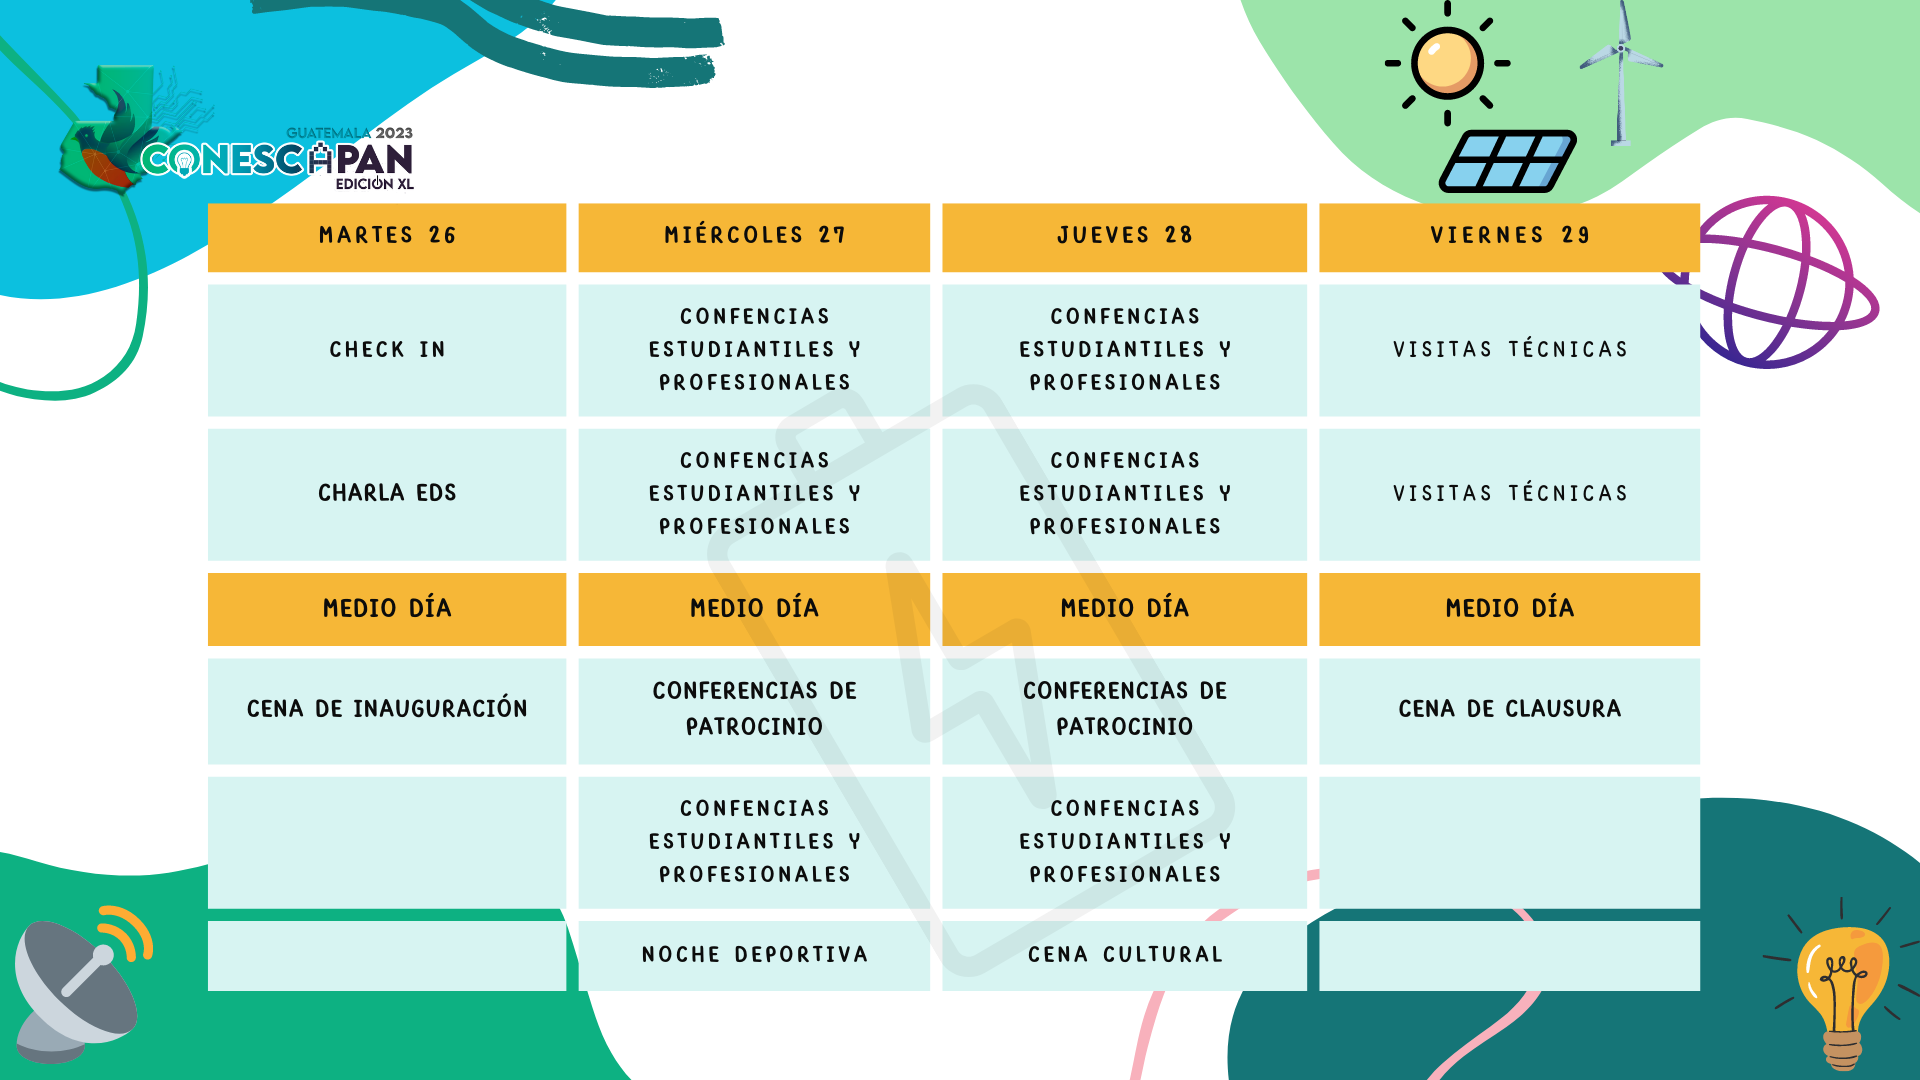 GUATEMALA 2023
CONESCAPAN
EDICIÓN XL
MARTES 26
MIÉRCOLES 27
JUEVES 28
VIERNES 29
CHECK IN
CONFENCIAS
ESTUDIANTILES Y
PROFESIONALES
CONFENCIAS
ESTUDIANTILES Y
PROFESIONALES
VISITAS TÉCNICAS
CHARLA EDS
CONFENCIAS
ESTUDIANTILES Y
PROFESIONALES
CONFENCIAS
ESTUDIANTILES Y
PROFESIONALES
VISITAS TÉCNICAS
MEDIO DÍA
MEDIO DÍA
MEDIO DÍA
MEDIO DÍA
CENA DE INAUGURACIÓN
CONFERENCIAS DE
PATROCINIO
CONFERENCIAS DE
PATROCINIO
CENA DE CLAUSURA
CONFENCIAS
ESTUDIANTILES Y
PROFESIONALES
CONFENCIAS
ESTUDIANTILES Y
PROFESIONALES
NOCHE DEPORTIVA
CENA CULTURAL